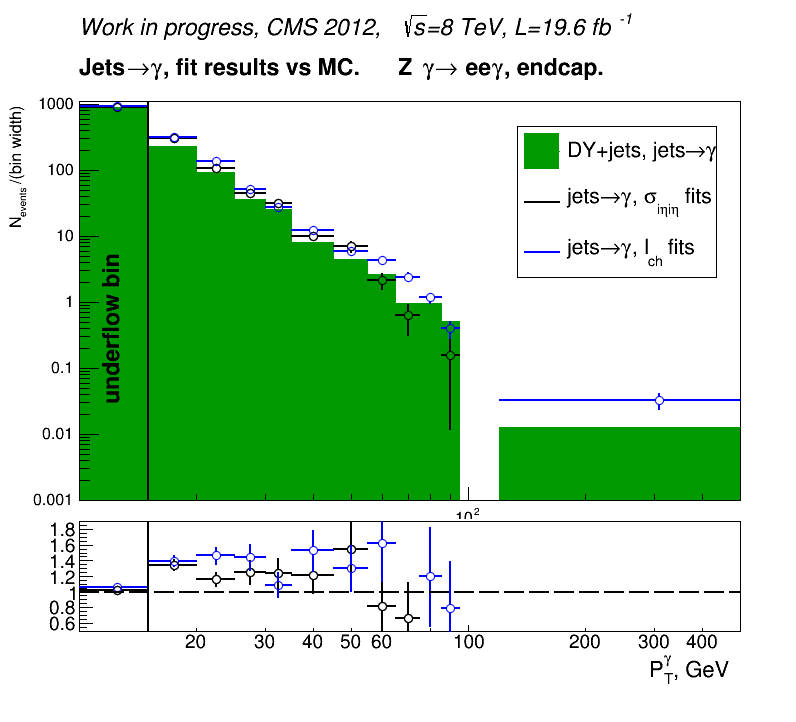 Work in progress, CMS 2012, √s=8 TeV, L=19.6 fb⁻¹
Jets→γ, fit results vs MC. Z γ→ eeγ, endcap.
N_events /(bin width)
1000
100
10
1
0.1
0.01
0.001
underflow bin
DY+jets, jets→γ
jets→γ, σ_iηiη fits
jets→γ, I_ch fits
10²
1.8
1.6
1.4
1.2
1
0.8
0.6
20 30 40 50 60 100 200 300 400
P_T^γ, GeV